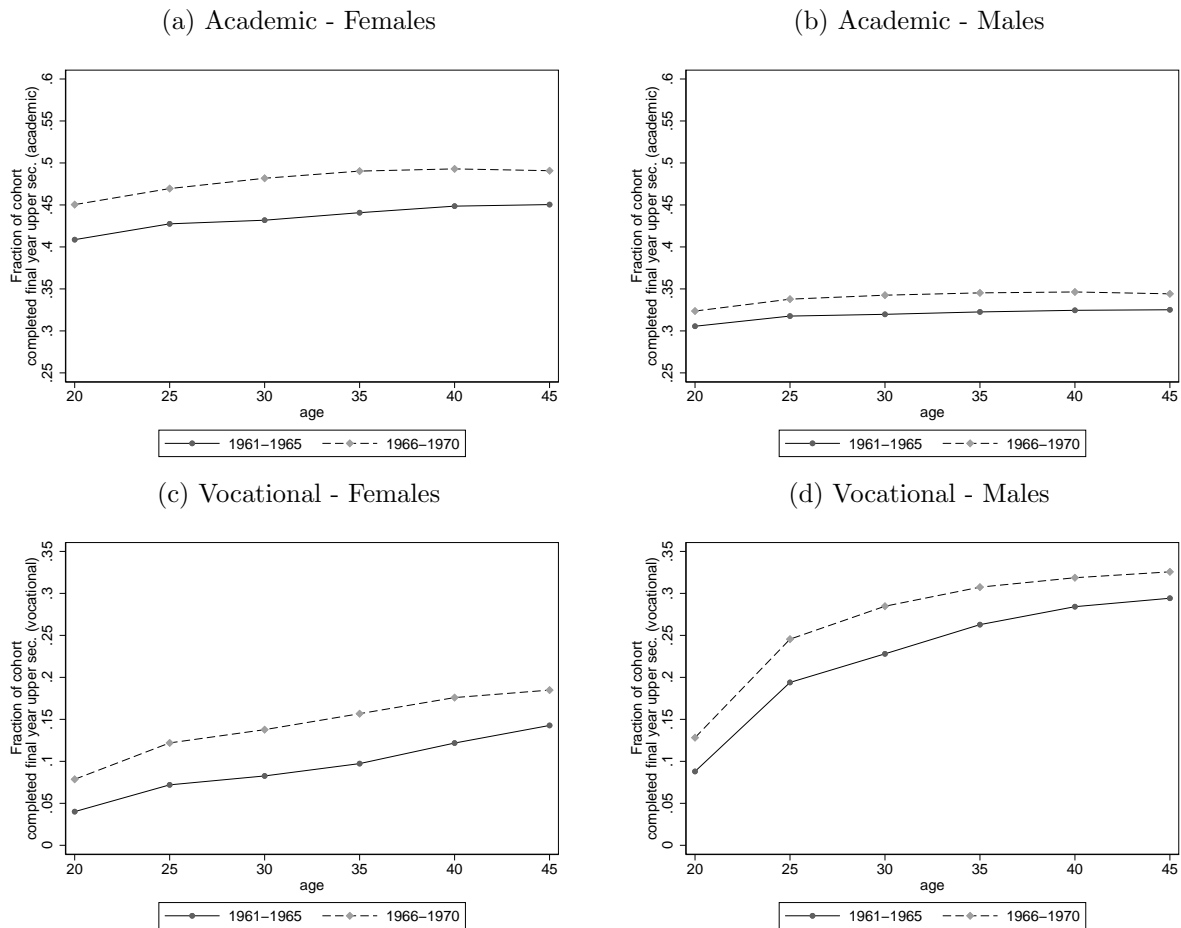 (a) Academic - Females
Fraction of cohort
completed final year upper sec. (academic)
.25 .3 .35 .4 .45 .5 .55 .6
20 25 30 35 40 45
age
1961–1965 1966–1970
(b) Academic - Males
Fraction of cohort
completed final year upper sec. (academic)
.25 .3 .35 .4 .45 .5 .55 .6
20 25 30 35 40 45
age
1961–1965 1966–1970
(c) Vocational - Females
Fraction of cohort
completed final year upper sec. (vocational)
0 .05 .1 .15 .2 .25 .3 .35
20 25 30 35 40 45
age
1961–1965 1966–1970
(d) Vocational - Males
Fraction of cohort
completed final year upper sec. (vocational)
0 .05 .1 .15 .2 .25 .3 .35
20 25 30 35 40 45
age
1961–1965 1966–1970